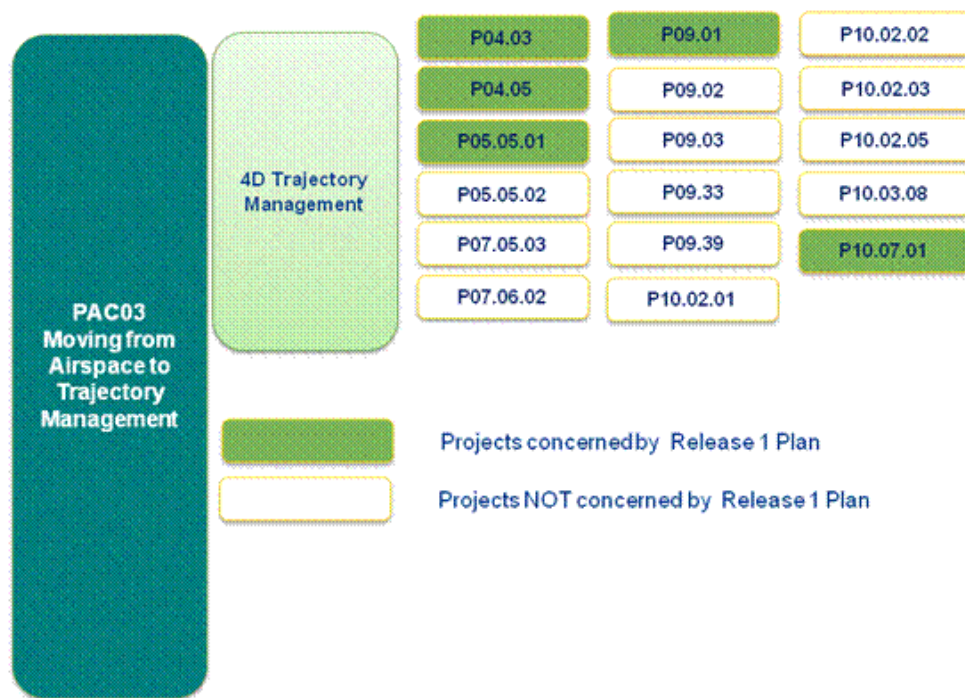 PAC03
Moving from
Airspace to
Trajectory
Management
4D Trajectory
Management
P04.03
P04.05
P05.05.01
P05.05.02
P07.05.03
P07.06.02
P09.01
P09.02
P09.03
P09.33
P09.39
P10.02.01
P10.02.02
P10.02.03
P10.02.05
P10.03.08
P10.07.01
Projects concerned by Release 1 Plan
Projects NOT concerned by Release 1 Plan